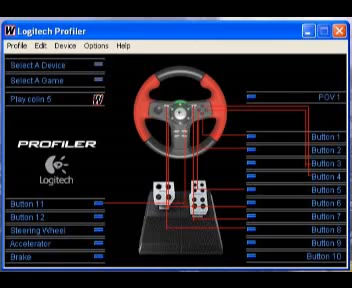 Logitech Profiler
Profile Edit Device Options Help
Select A Device
Select A Game
Play colin 5
PROFILER
Logitech
Button 11
Button 12
Steering Wheel
Accelerator
Brake
POV 1
Button 1
Button 2
Button 3
Button 4
Button 5
Button 6
Button 7
Button 8
Button 9
Button 10